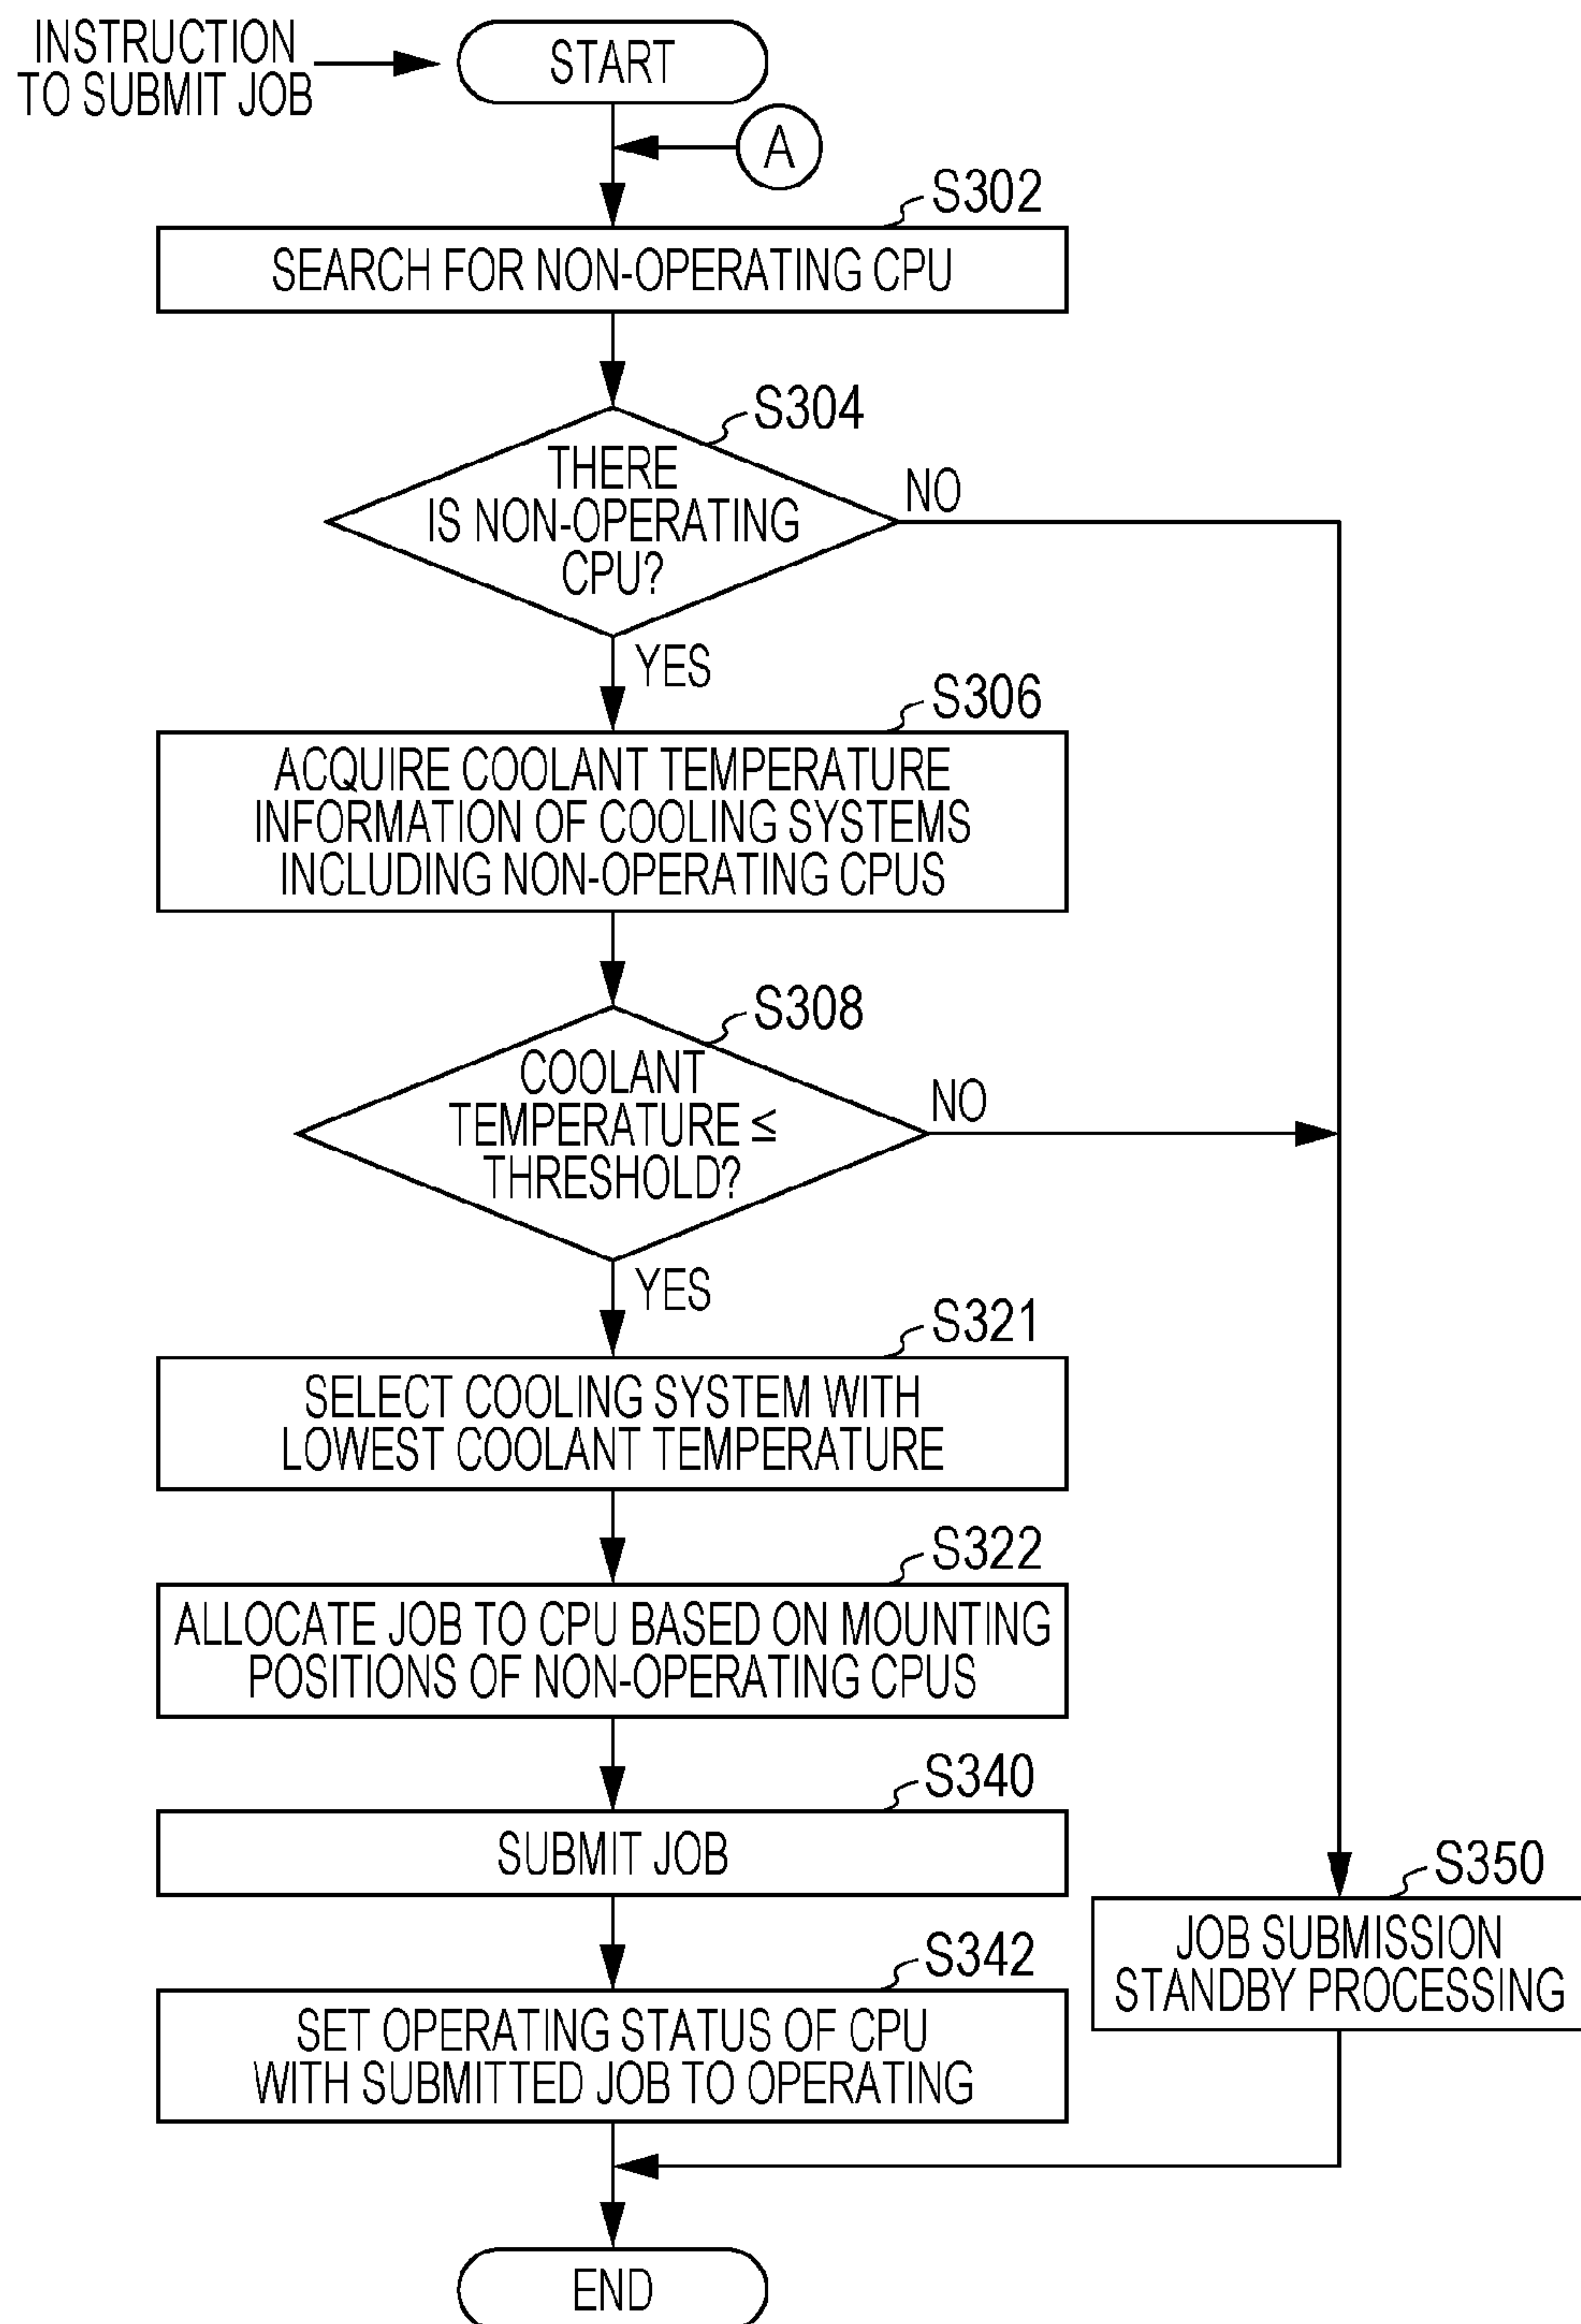 INSTRUCTION
TO SUBMIT JOB
START
A
S302
SEARCH FOR NON-OPERATING CPU
S304
THERE
IS NON-OPERATING
CPU?
NO
YES
S306
ACQUIRE COOLANT TEMPERATURE
INFORMATION OF COOLING SYSTEMS
INCLUDING NON-OPERATING CPUS
S308
COOLANT
TEMPERATURE ≤
THRESHOLD?
NO
YES
S321
SELECT COOLING SYSTEM WITH
LOWEST COOLANT TEMPERATURE
S322
ALLOCATE JOB TO CPU BASED ON MOUNTING
POSITIONS OF NON-OPERATING CPUS
S340
SUBMIT JOB
S350
JOB SUBMISSION
STANDBY PROCESSING
S342
SET OPERATING STATUS OF CPU
WITH SUBMITTED JOB TO OPERATING
END